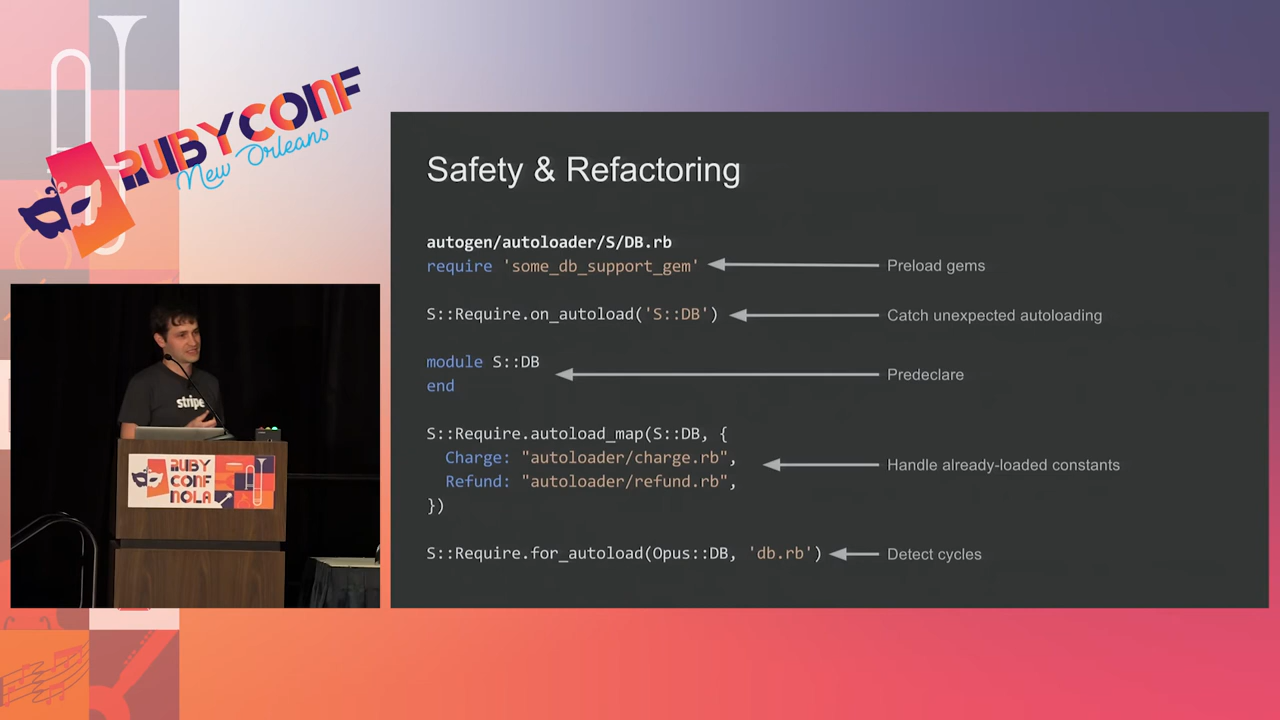 RUBYCONF
New Orleans
Safety & Refactoring
autogen/autoloader/S/DB.rb
require 'some_db_support_gem'
Preload gems
S::Require.on_autoload('S::DB')
Catch unexpected autoloading
module S::DB
end
Predeclare
S::Require.autoload_map(S::DB, {
Charge: "autoloader/charge.rb",
Refund: "autoloader/refund.rb",
})
Handle already-loaded constants
S::Require.for_autoload(Opus::DB, 'db.rb')
Detect cycles
stripe
RUBY
CONF
NOLA